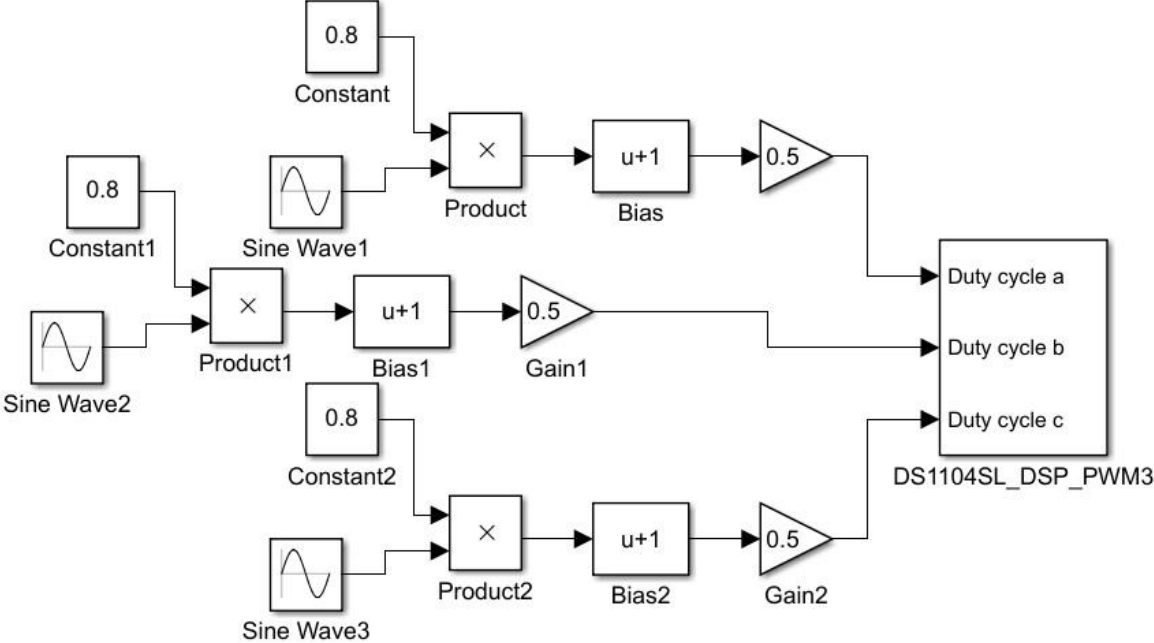 0.8
Constant
×
Product
u+1
Bias
0.5
Sine Wave1
0.8
Constant1
×
Product1
u+1
Bias1
0.5
Gain1
Sine Wave2
0.8
Constant2
×
Product2
u+1
Bias2
0.5
Gain2
Sine Wave3
Duty cycle a
Duty cycle b
Duty cycle c
DS1104SL_DSP_PWM3